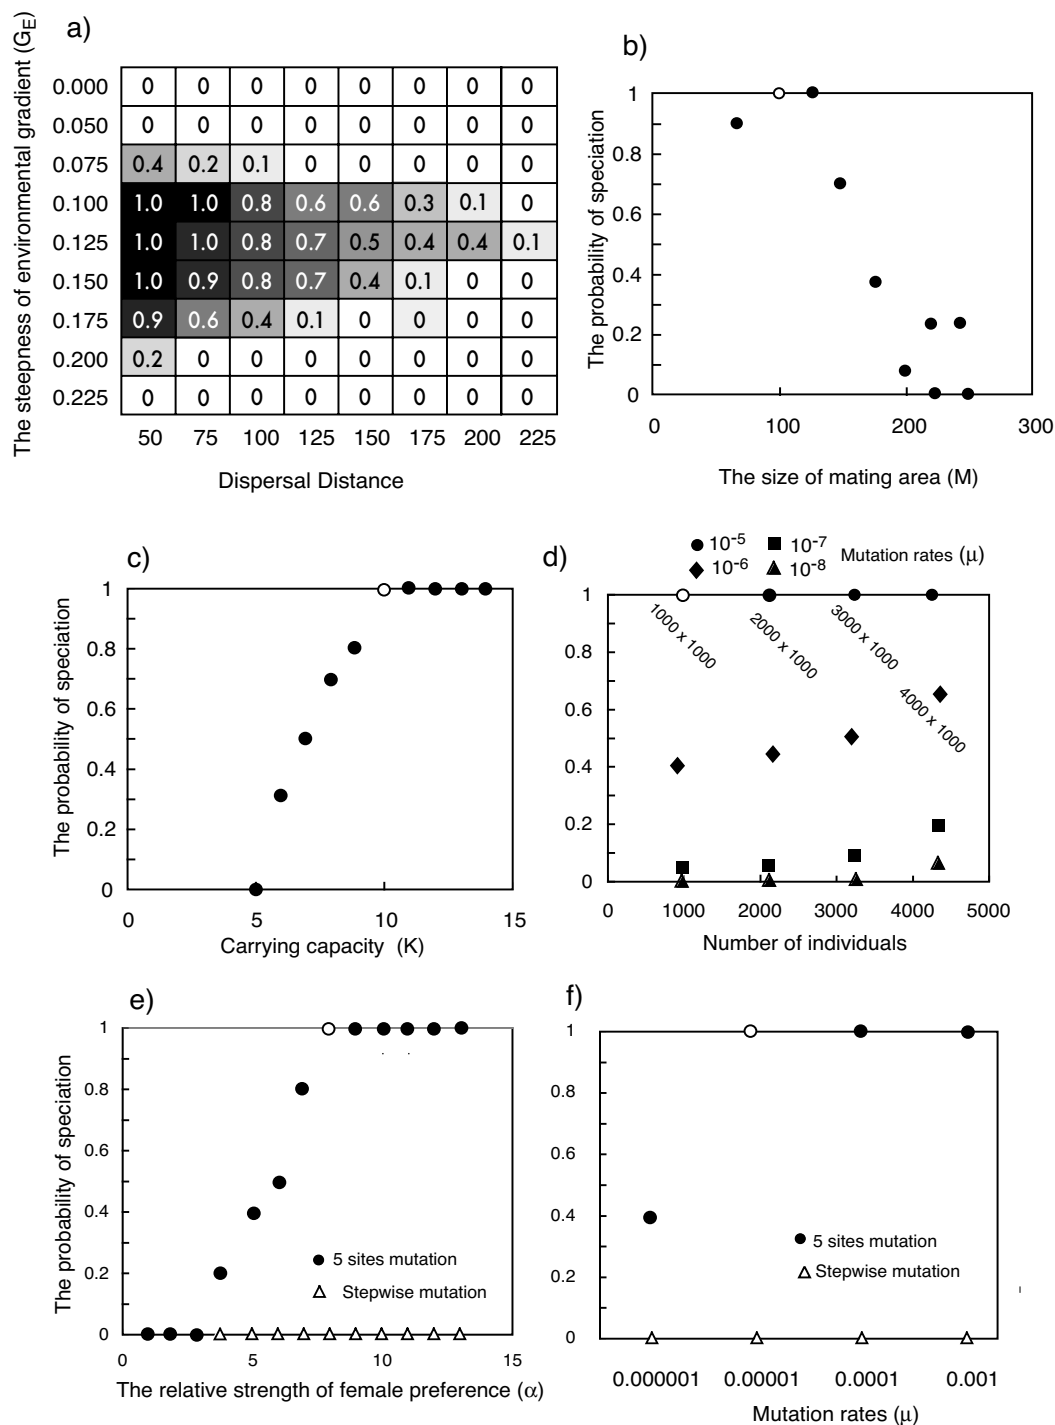 a)
The steepness of environmental gradient (GE)
0.000 0 0 0 0 0 0 0 0
0.050 0 0 0 0 0 0 0 0
0.075 0.4 0.2 0.1 0 0 0 0 0
0.100 1.0 1.0 0.8 0.6 0.6 0.3 0.1 0
0.125 1.0 1.0 0.8 0.7 0.5 0.4 0.4 0.1
0.150 1.0 0.9 0.8 0.7 0.4 0.1 0 0
0.175 0.9 0.6 0.4 0.1 0 0 0 0
0.200 0.2 0 0 0 0 0 0 0
0.225 0 0 0 0 0 0 0 0
50 75 100 125 150 175 200 225
Dispersal Distance
b)
The probability of speciation
1
0.8
0.6
0.4
0.2
0
0 100 200 300
The size of mating area (M)
c)
The probability of speciation
1
0.8
0.6
0.4
0.2
0
0 5 10 15
Carrying capacity (K)
d)
10-5 10-7 Mutation rates (μ)
10-6 10-8
1
0.8
0.6
0.4
0.2
0
1000 x 1000
2000 x 1000
3000 x 1000
4000 x 1000
0 1000 2000 3000 4000 5000
Number of individuals
e)
The probability of speciation
1
0.8
0.6
0.4
0.2
0
5 sites mutation
Stepwise mutation
0 5 10 15
The relative strength of female preference (α)
f)
1
0.8
0.6
0.4
0.2
0
5 sites mutation
Stepwise mutation
0.000001 0.00001 0.0001 0.001
Mutation rates (μ)